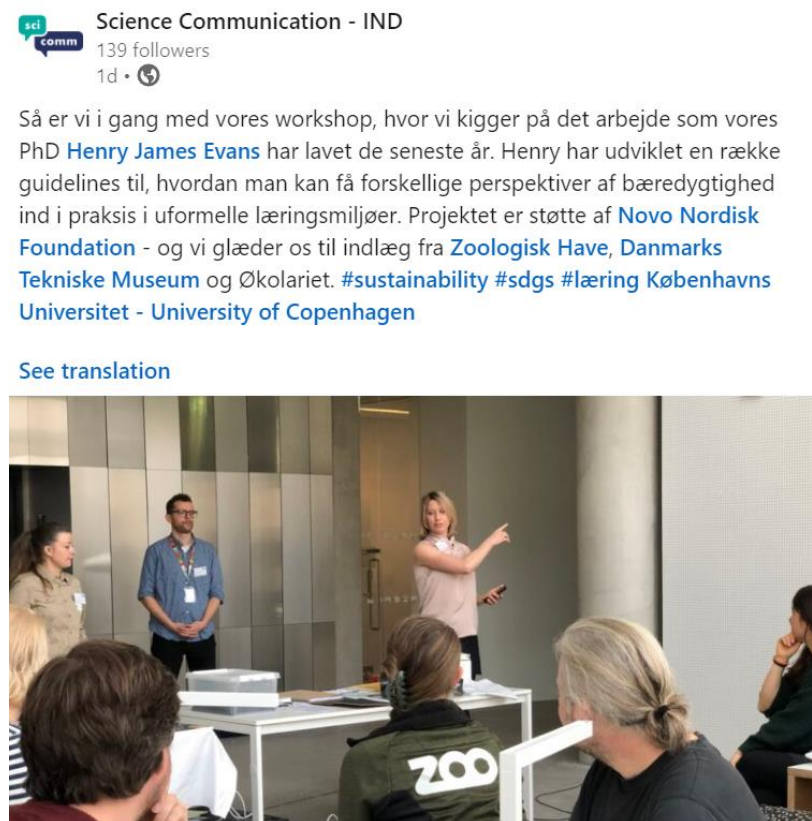 sci
comm
Science Communication - IND
139 followers
1d •
Så er vi i gang med vores workshop, hvor vi kigger på det arbejde som vores
PhD Henry James Evans har lavet de seneste år. Henry har udviklet en række
guidelines til, hvordan man kan få forskellige perspektiver af bæredygtighed
ind i praksis i uformelle læringsmiljøer. Projektet er støtte af Novo Nordisk
Foundation - og vi glæder os til indlæg fra Zoologisk Have, Danmarks
Tekniske Museum og Økolariet. #sustainability #sdgs #læring Københavns
Universitet - University of Copenhagen
See translation
ZOO